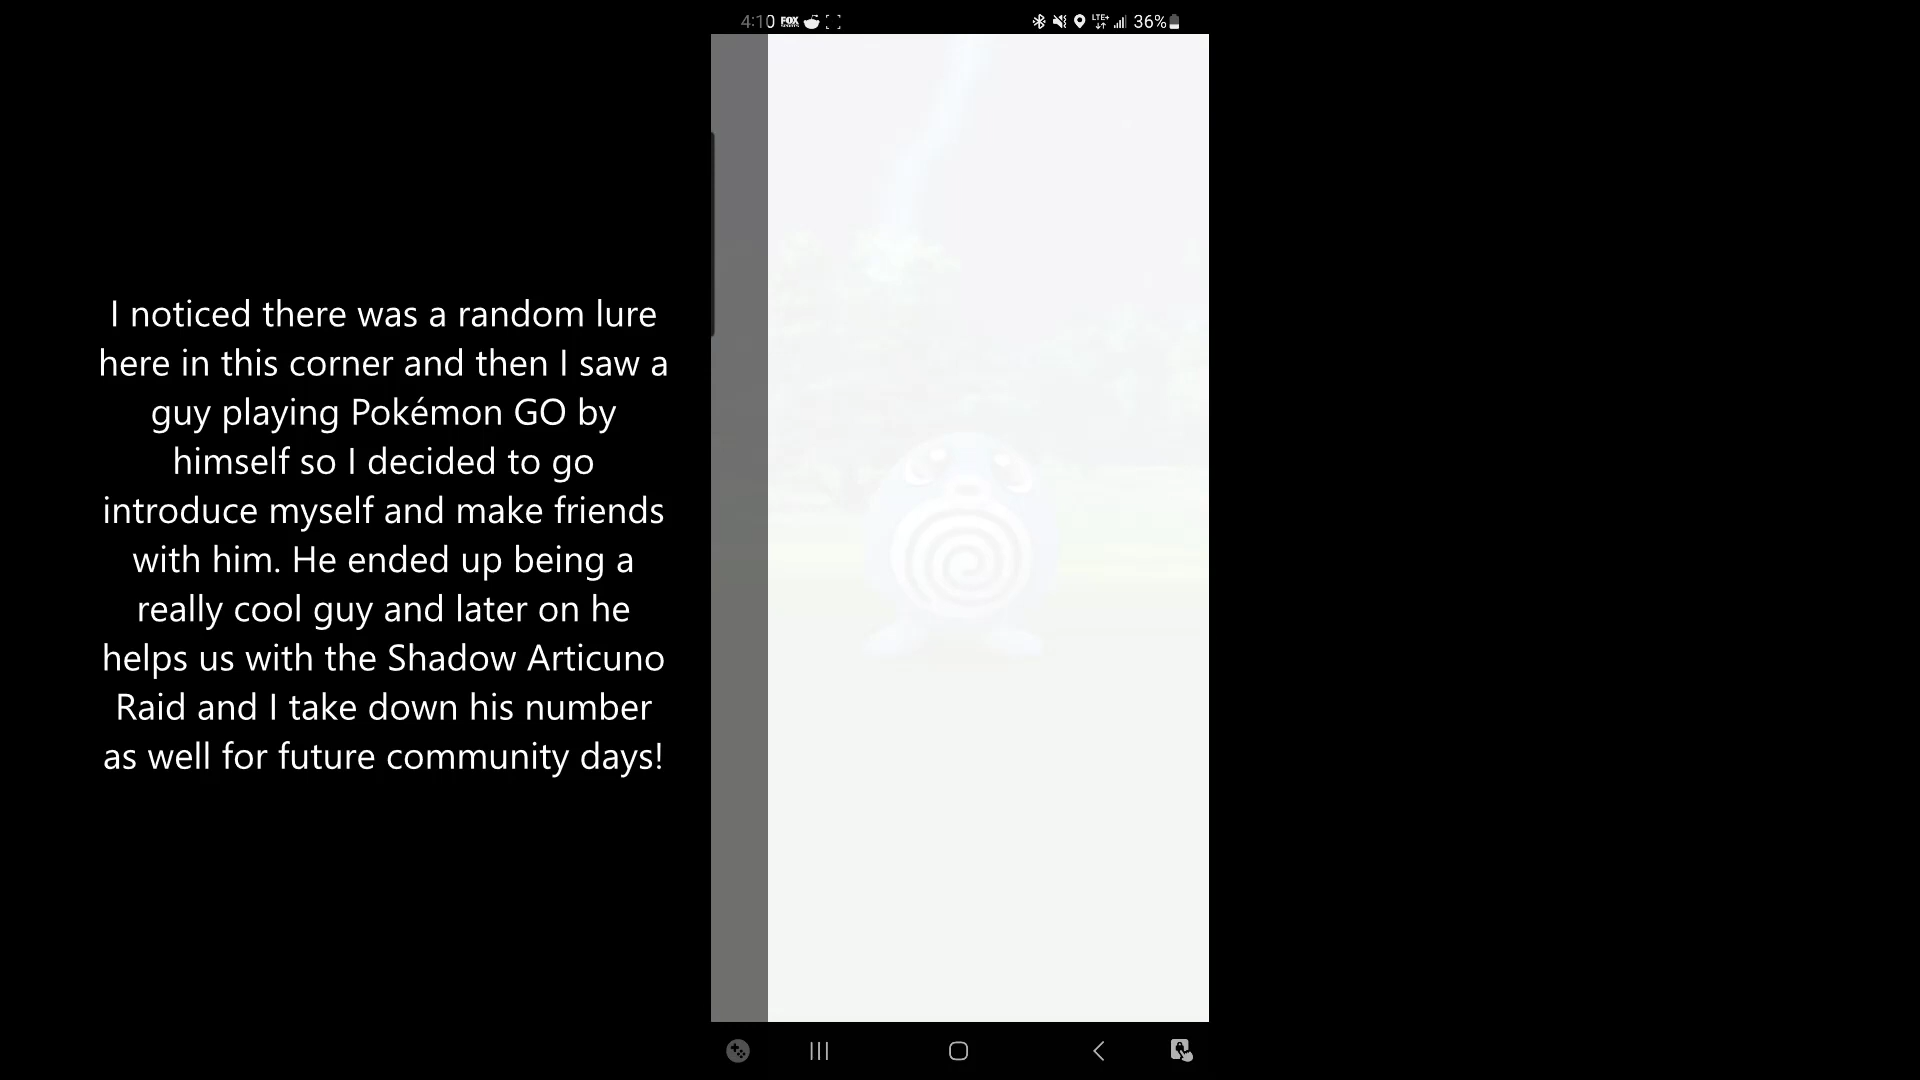 4:10 FOX LTE+ 36%
I noticed there was a random lure
here in this corner and then I saw a
guy playing Pokémon GO by
himself so I decided to go
introduce myself and make friends
with him. He ended up being a
really cool guy and later on he
helps us with the Shadow Articuno
Raid and I take down his number
as well for future community days!